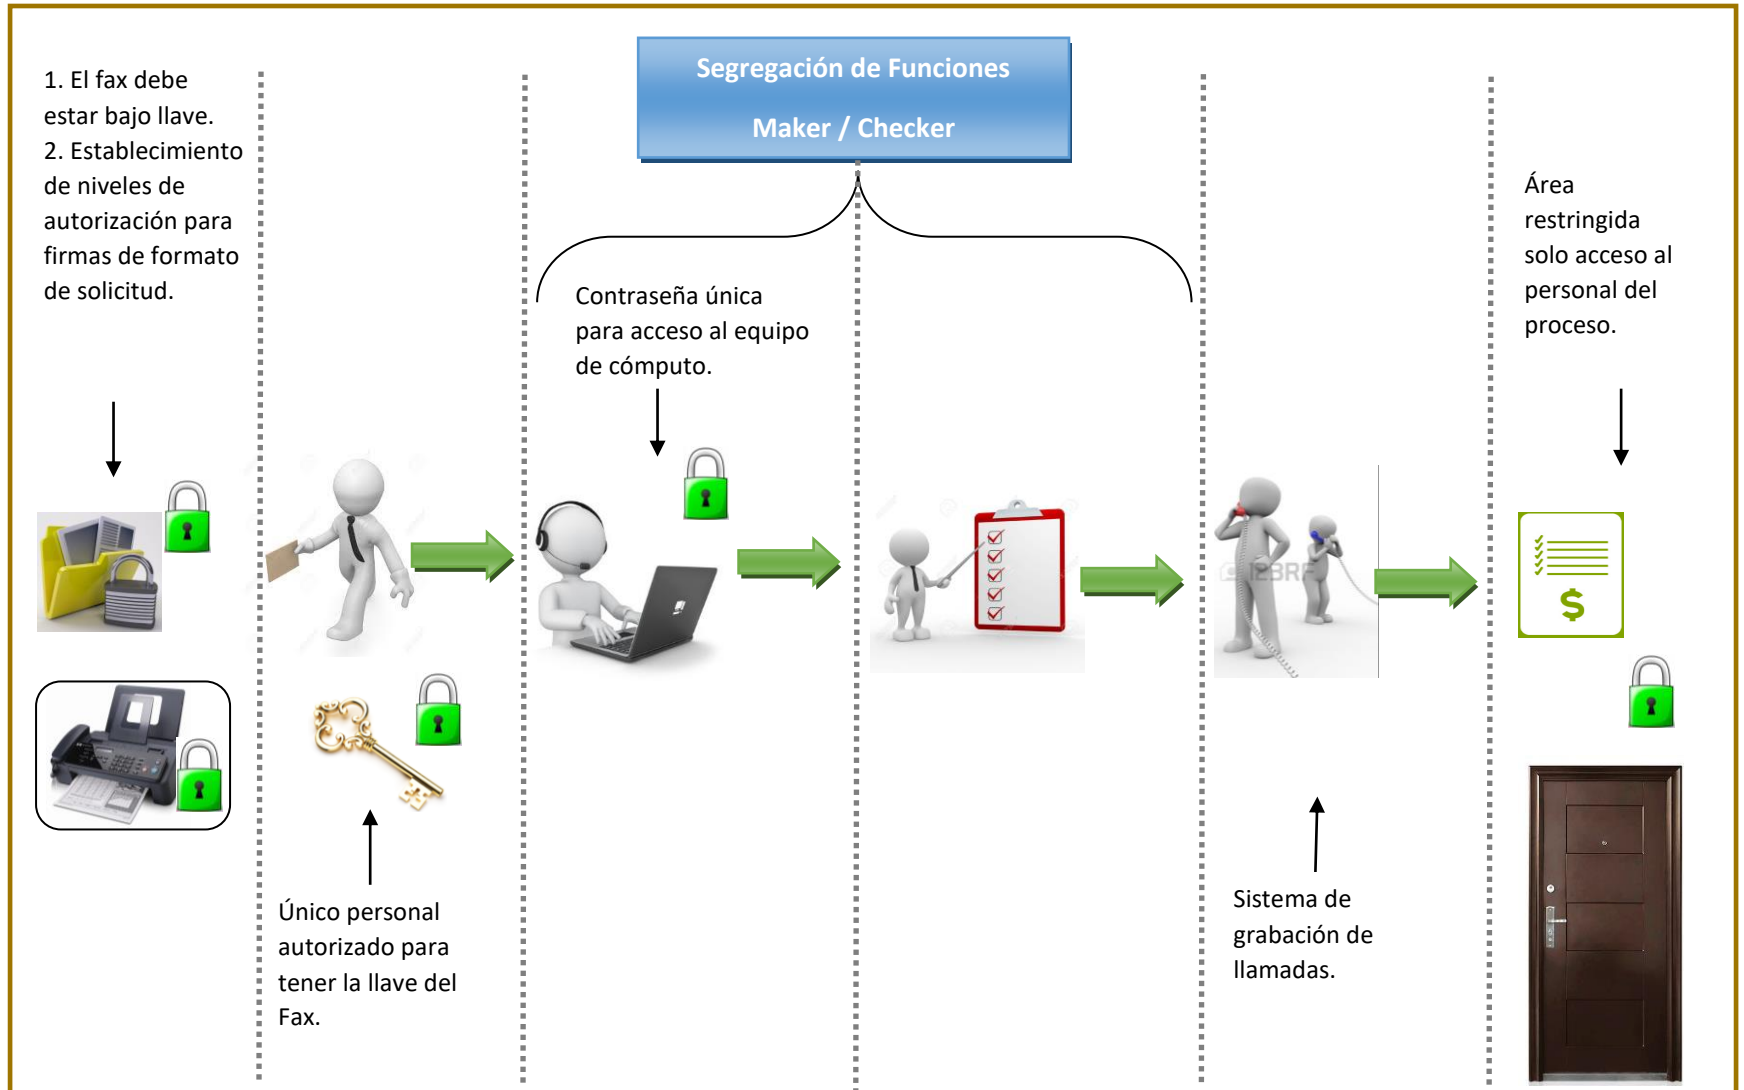 Segregación de Funciones
Maker / Checker
1. El fax debe
estar bajo llave.
2. Establecimiento
de niveles de
autorización para
firmas de formato
de solicitud.
Único personal
autorizado para
tener la llave del
Fax.
Contraseña única
para acceso al equipo
de cómputo.
123RF
Sistema de
grabación de
llamadas.
Área
restringida
solo acceso al
personal del
proceso.
$